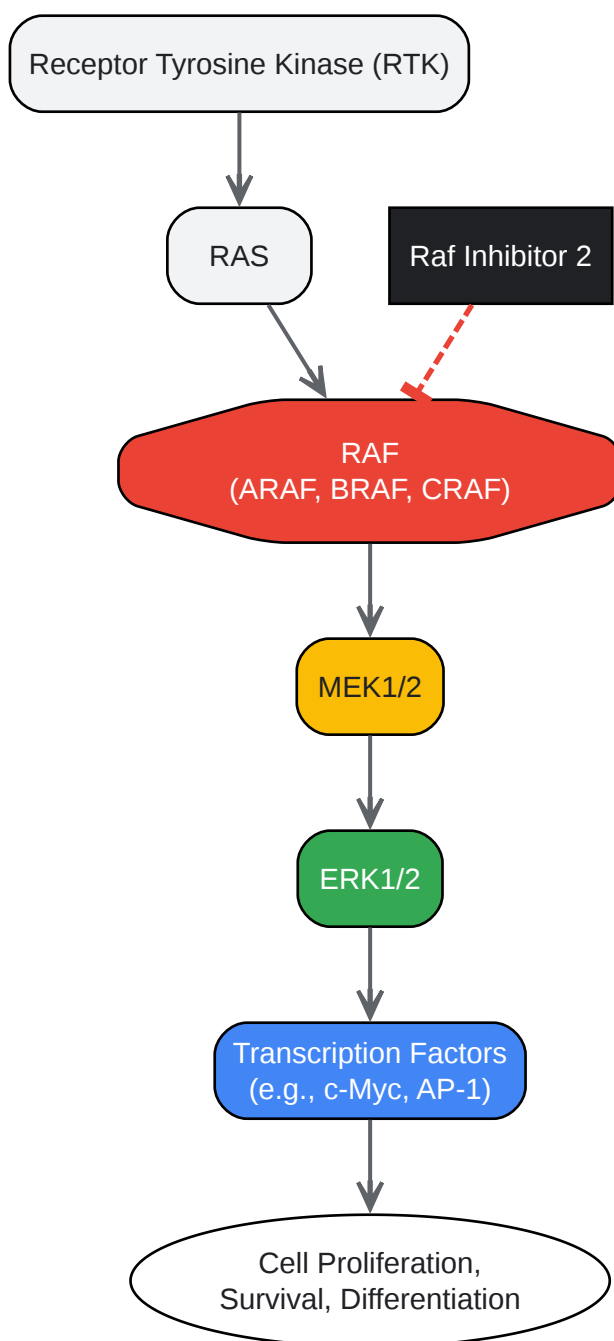 Receptor Tyrosine Kinase (RTK)
RAS
Raf Inhibitor 2
RAF
(ARAF, BRAF, CRAF)
MEK1/2
ERK1/2
Transcription Factors
(e.g., c-Myc, AP-1)
Cell Proliferation,
Survival, Differentiation